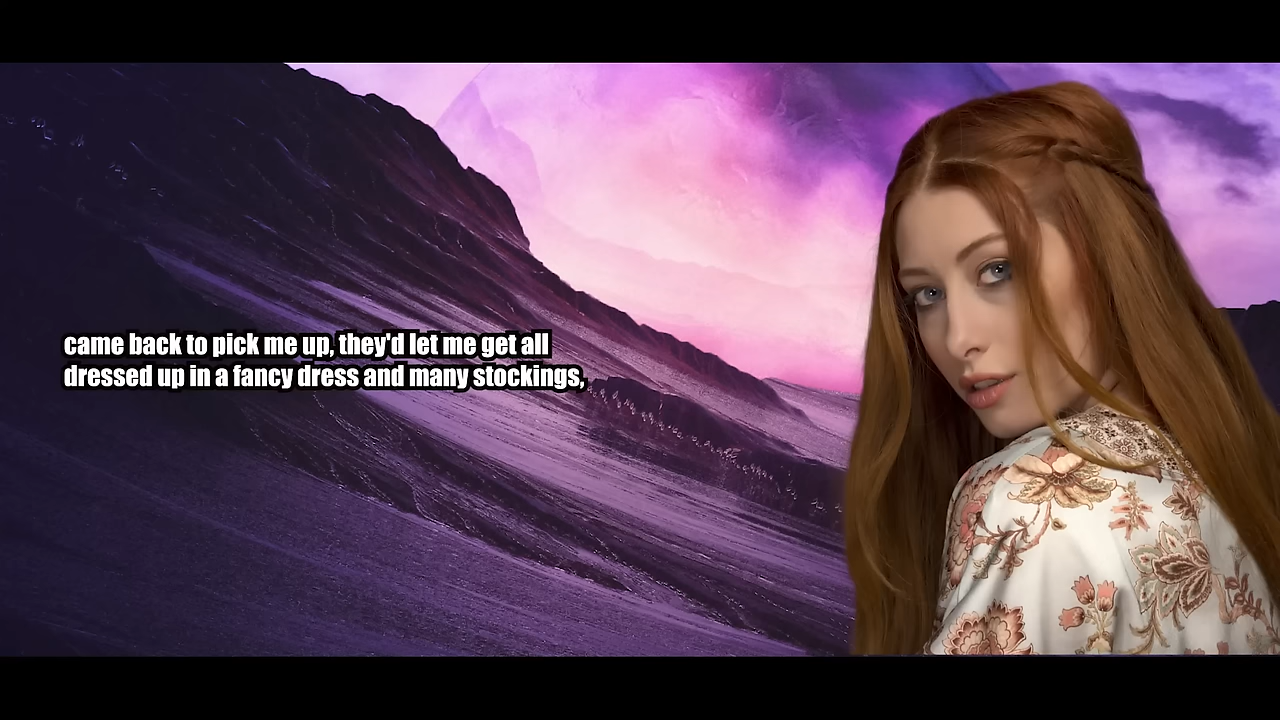 came back to pick me up, they'd let me get all
dressed up in a fancy dress and many stockings,